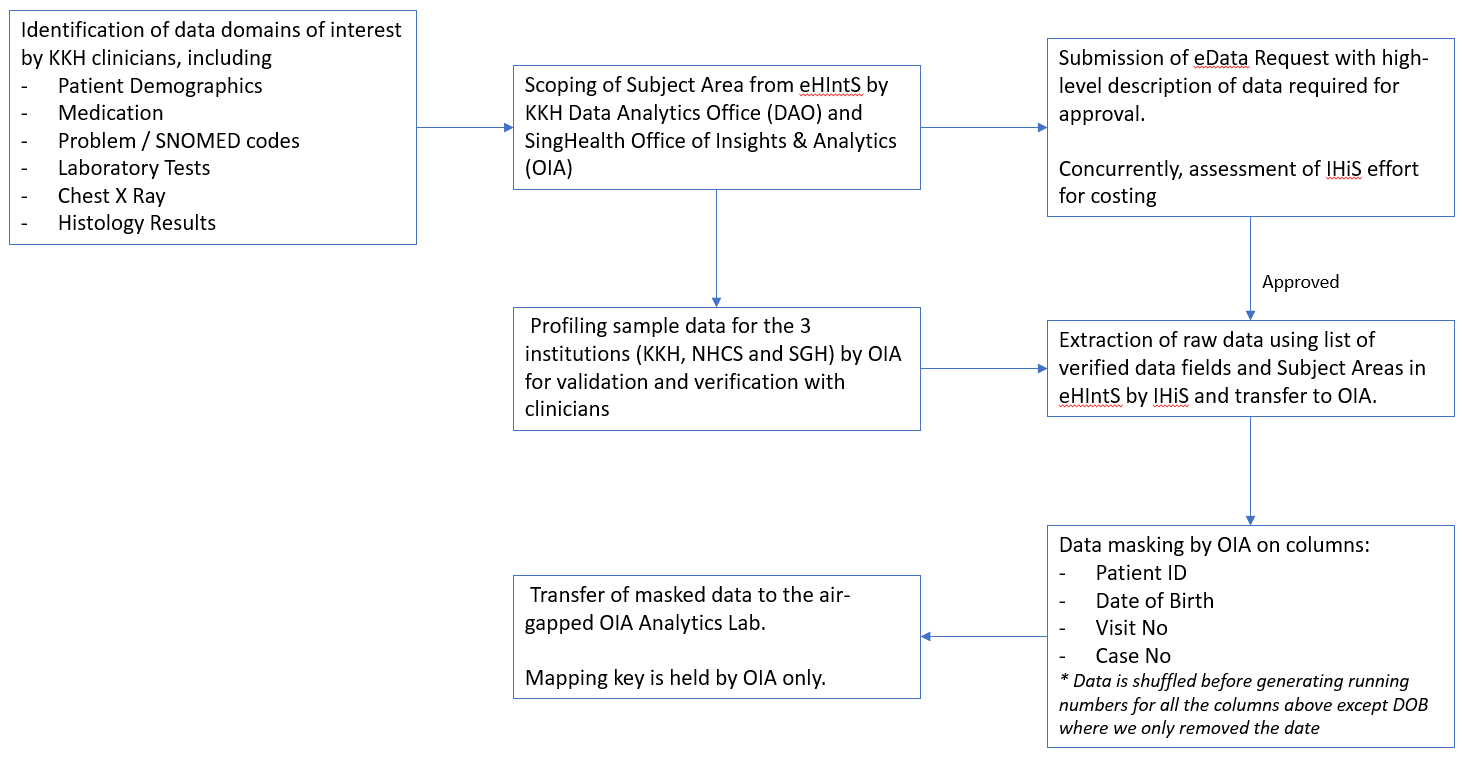 Identification of data domains of interest
by KKH clinicians, including
- Patient Demographics
- Medication
- Problem / SNOMED codes
- Laboratory Tests
- Chest X Ray
- Histology Results
Scoping of Subject Area from eHIntS by
KKH Data Analytics Office (DAO) and
SingHealth Office of Insights & Analytics
(OIA)
Submission of eData Request with high-
level description of data required for
approval.
Concurrently, assessment of IHiS effort
for costing
Approved
Profiling sample data for the 3
institutions (KKH, NHCS and SGH) by OIA
for validation and verification with
clinicians
Extraction of raw data using list of
verified data fields and Subject Areas in
eHIntS by IHiS and transfer to OIA.
Data masking by OIA on columns:
- Patient ID
- Date of Birth
- Visit No
- Case No
* Data is shuffled before generating running
numbers for all the columns above except DOB
where we only removed the date
Transfer of masked data to the air-
gapped OIA Analytics Lab.
Mapping key is held by OIA only.